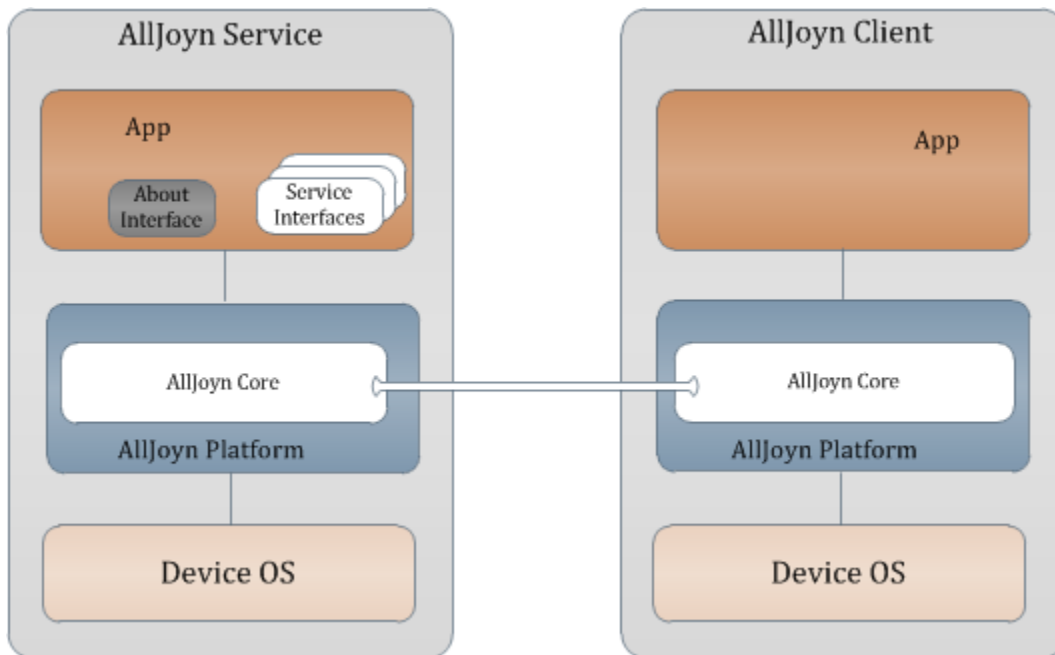 AllJoyn Service
App
About
Interface
Service
Interfaces
AllJoyn Core
AllJoyn Platform
Device OS
AllJoyn Client
App
AllJoyn Core
AllJoyn Platform
Device OS